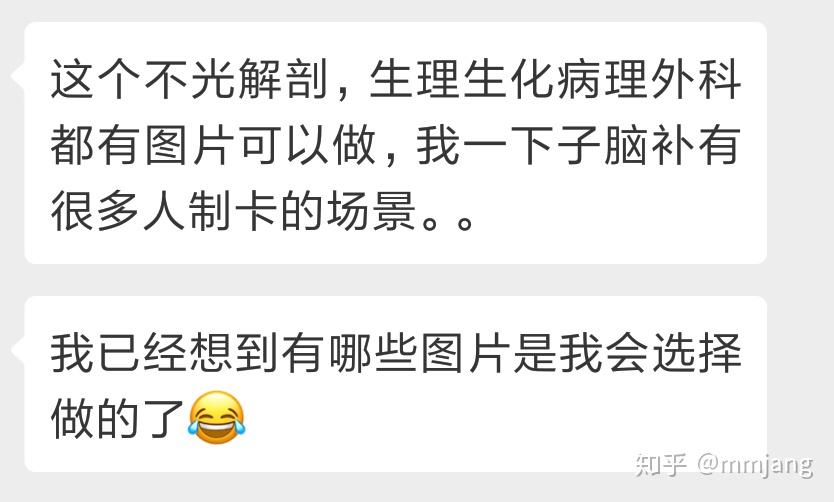 这个不光解剖，生理生化病理外科
都有图片可以做，我一下子脑补有
很多人制卡的场景。。
我已经想到有哪些图片是我会选择
做的了😂
知乎 @mmjang